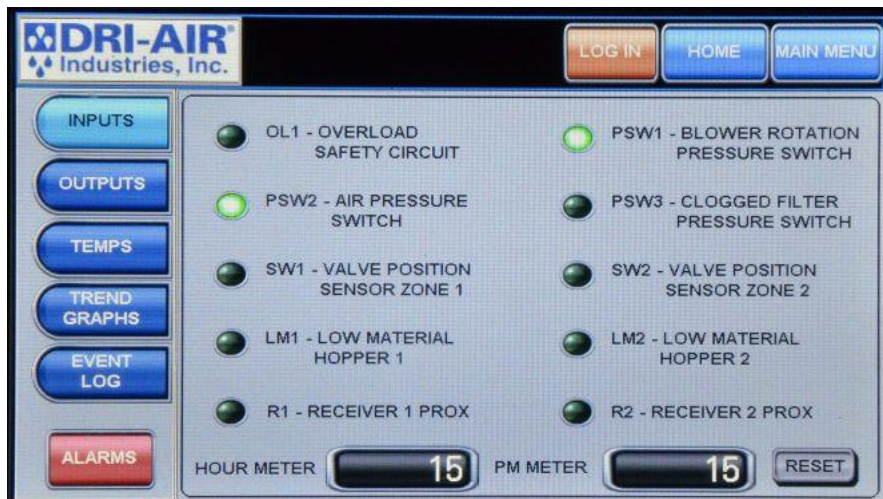 DRI-AIR®
Industries, Inc.
LOG IN
HOME
MAIN MENU
INPUTS
OUTPUTS
TEMPS
TREND
GRAPHS
EVENT
LOG
ALARMS
OL1 - OVERLOAD
SAFETY CIRCUIT
PSW1 - BLOWER ROTATION
PRESSURE SWITCH
PSW2 - AIR PRESSURE
SWITCH
PSW3 - CLOGGED FILTER
PRESSURE SWITCH
SW1 - VALVE POSITION
SENSOR ZONE 1
SW2 - VALVE POSITION
SENSOR ZONE 2
LM1 - LOW MATERIAL
HOPPER 1
LM2 - LOW MATERIAL
HOPPER 2
R1 - RECEIVER 1 PROX
R2 - RECEIVER 2 PROX
HOUR METER 15 PM METER 15 RESET